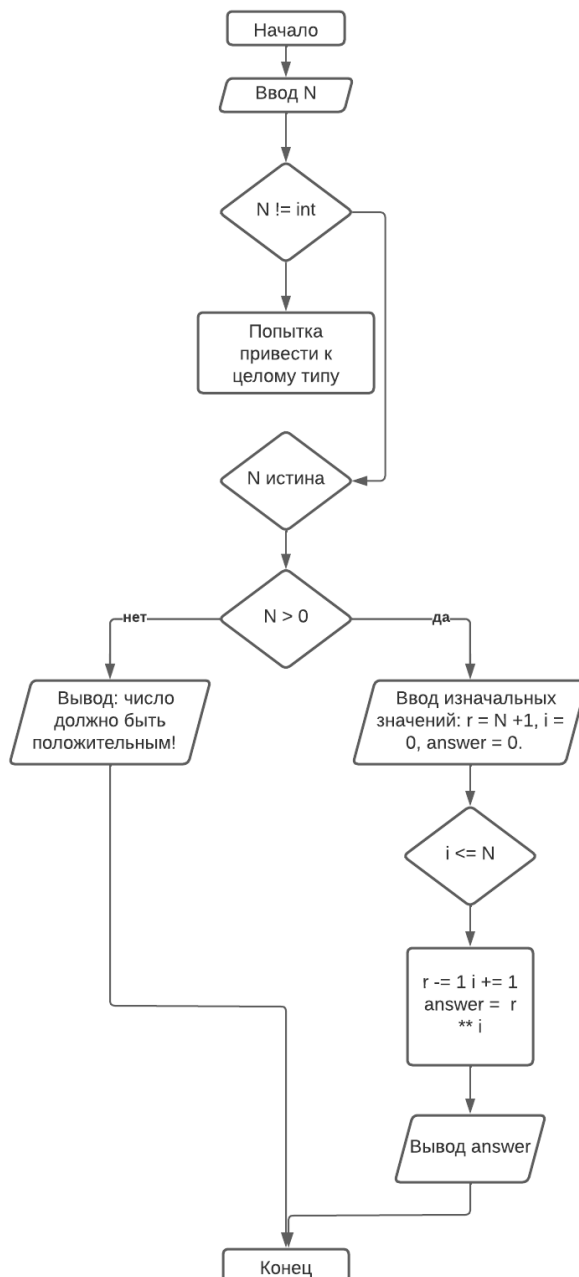 Начало
Ввод N
N != int
Попытка
привести к
целому типу
N истина
N > 0
нет
да
Вывод: число
должно быть
положительным!
Ввод изначальных
значений: r = N +1, i =
0, answer = 0.
i <= N
r -= 1 i += 1
answer = r
** i
Вывод answer
Конец